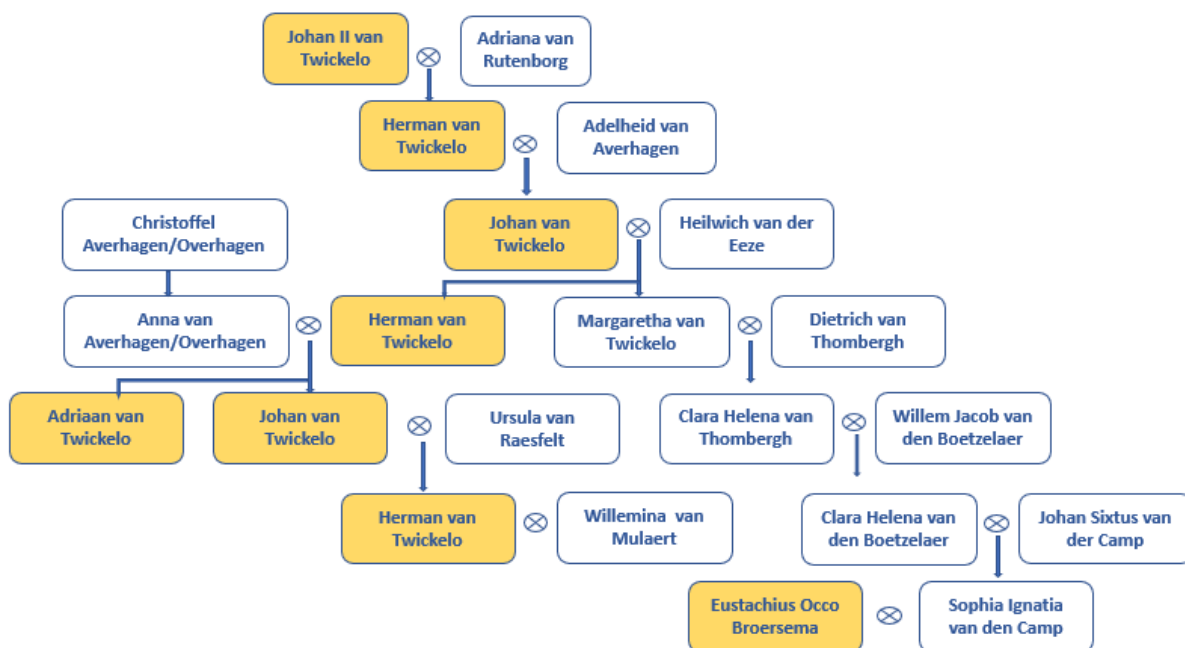 Johan II van
Twickelo
Adriana van
Rutenborg
Herman van
Twickelo
Adelheid van
Averhagen
Christoffel
Averhagen/Overhagen
Johan van
Twickelo
Heilwich van der
Eeze
Anna van
Averhagen/Overhagen
Herman van
Twickelo
Margaretha van
Twickelo
Dietrich van
Thombergh
Adriaan van
Twickelo
Johan van
Twickelo
Ursula van
Raesfelt
Clara Helena van
Thombergh
Willem Jacob van
den Boetzelaer
Herman van
Twickelo
Willemina van
Mulaert
Clara Helena van
den Boetzelaer
Johan Sixtus van
der Camp
Eustachius Occo
Broersema
Sophia Ignatia
van den Camp